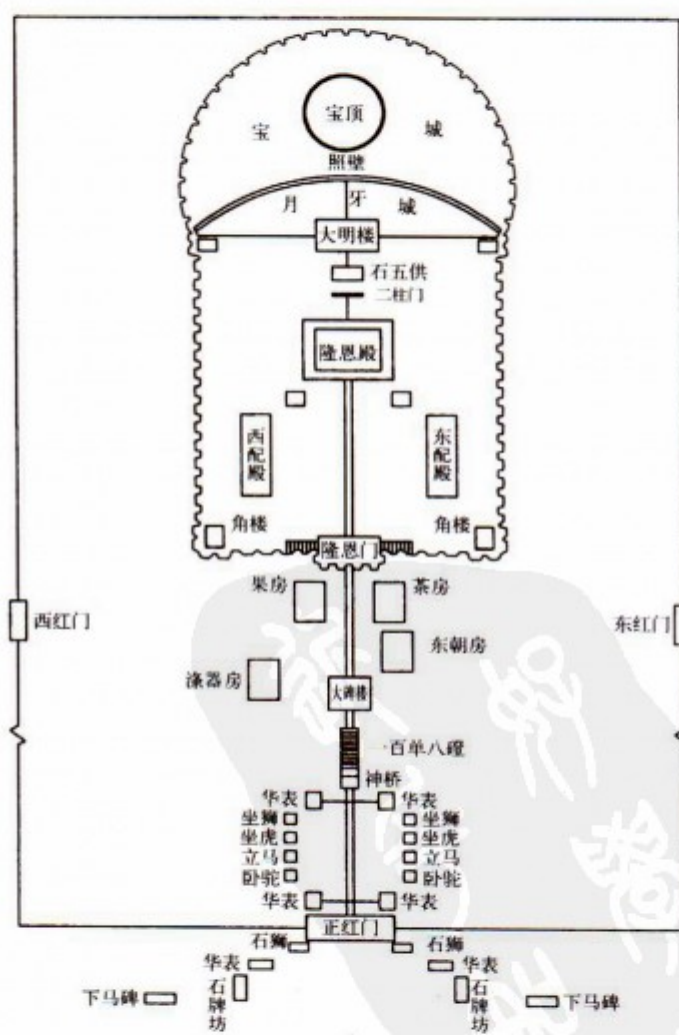 宝顶
宝 城
照壁
月 牙 城
大明楼
石五供
二柱门
隆恩殿
西配殿 东配殿
角楼 角楼
隆恩门
果房 茶房
西红门 东红门
东朝房
涤器房
大碑楼
一百单八磴
神桥
华表 华表
坐狮 坐狮
坐虎 坐虎
立马 立马
卧驼 卧驼
华表 华表
正红门
石狮 石狮
华表 华表
石牌坊 石牌坊
下马碑 下马碑